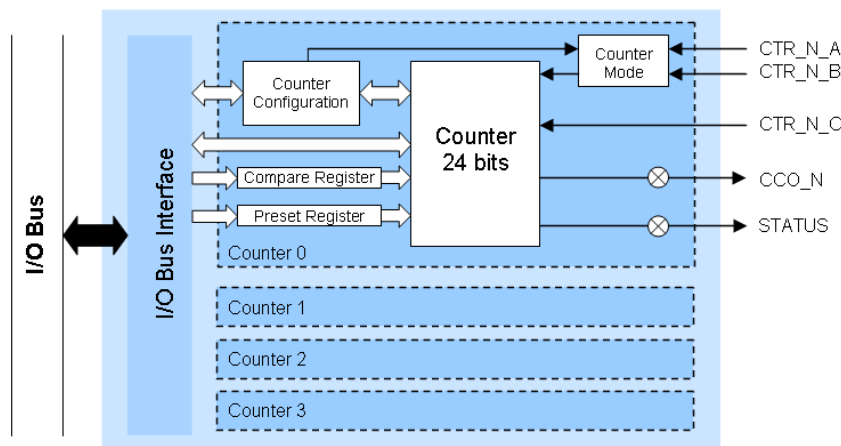 I/O Bus
I/O Bus Interface
Counter
Configuration
Counter
Mode
Counter
24 bits
Compare Register
Preset Register
Counter 0
Counter 1
Counter 2
Counter 3
CTR_N_A
CTR_N_B
CTR_N_C
CCO_N
STATUS